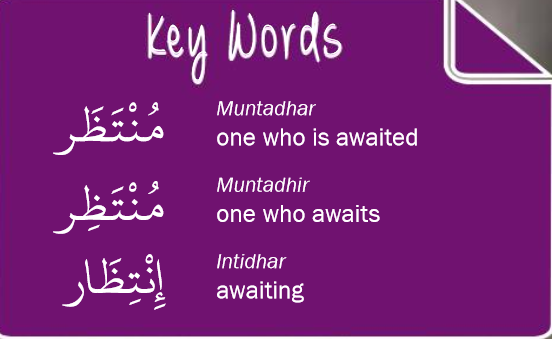 Key Words
مُنْتَظَر
Muntadhar
one who is awaited
مُنْتَظِر
Muntadhir
one who awaits
إِنْتِظَار
Intidhar
awaiting